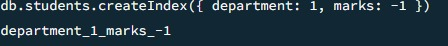 db.students.createIndex({ department: 1, marks: -1 })
department_1_marks_-1